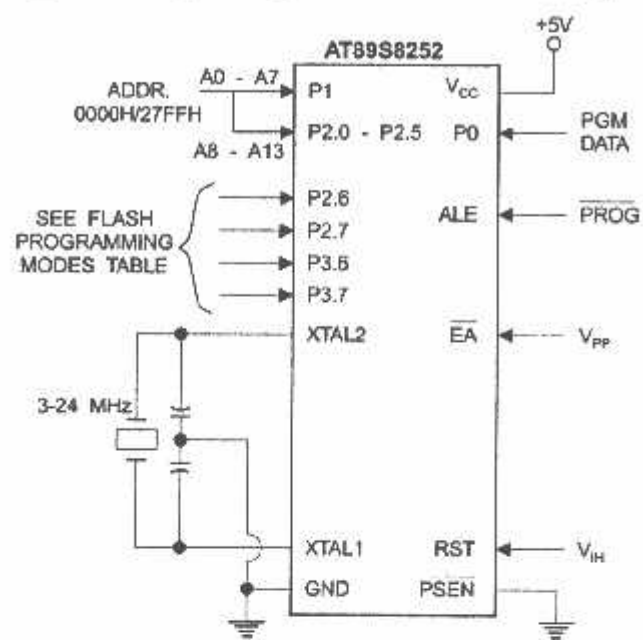 +5V
AT89S8252
ADDR.
0000H/27FFH
A0 - A7
A8 - A13
P1
P2.0 - P2.5
VCC
P0
PGM
DATA
SEE FLASH
PROGRAMMING
MODES TABLE
P2.6
P2.7
P3.6
P3.7
ALE
PROG
XTAL2
EA
VPP
3-24 MHz
XTAL1
RST
VIH
GND
PSEN